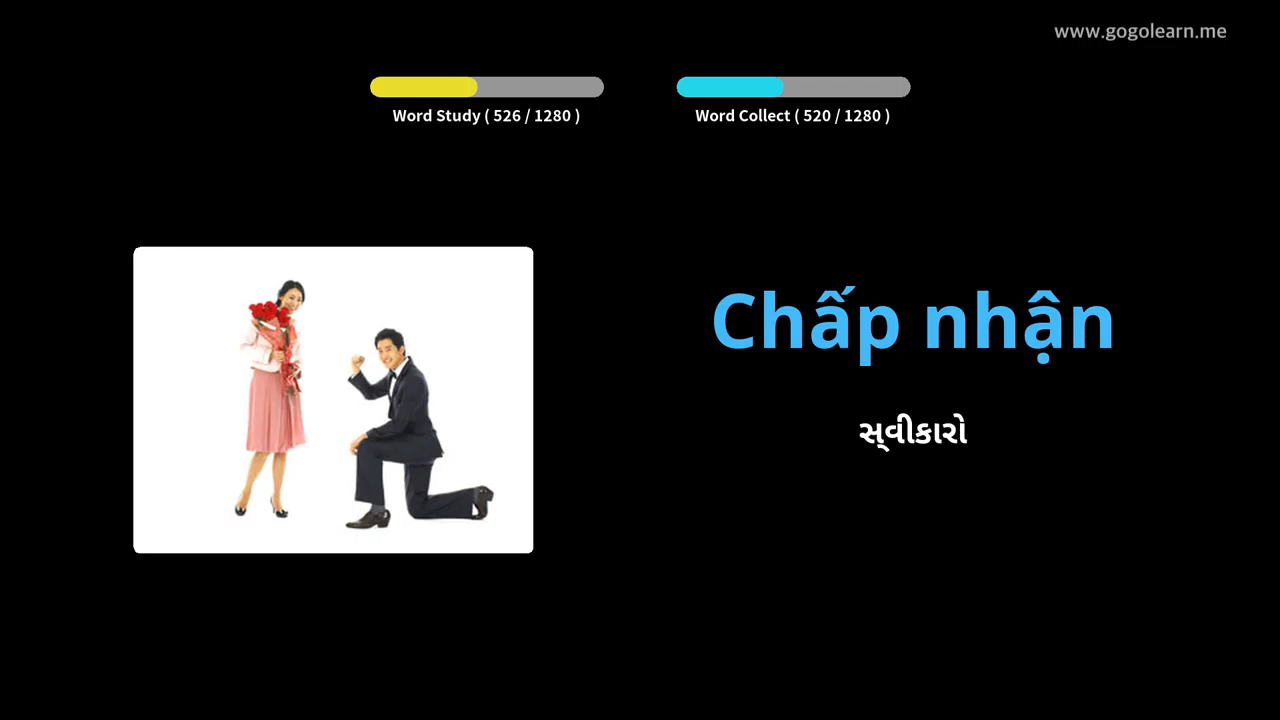 www.gogolearn.me
Word Study ( 526 / 1280 )
Word Collect ( 520 / 1280 )
Chấp nhận
સ્વીકારો